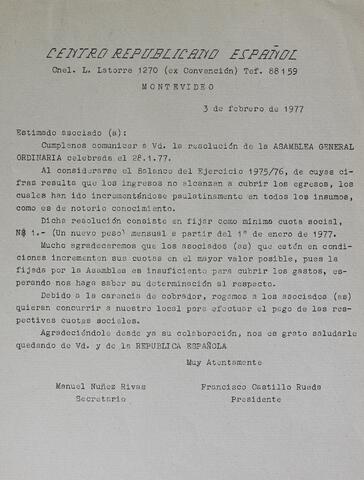 CENTRO REPUBLICANO ESPAÑOL
Cnel. L. Latorre 1270 (ex Convención) Tef. 88159
MONTEVIDEO
3 de febrero de 1977
Estimado asociado (a):
Cumplenos comunicar a Vd. la resolución de la ASAMBLEA GENERAL
ORDINARIA celebrada el 28.1.77.
Al considerarse el Balance del Ejercicio 1975/76, de cuyas ci-
fras resulta que los ingresos no alcanzan a cubrir los egresos, los
cuales han ido incrementándose paulatinamente en todos los insumos,
como es de notorio conocimiento.
Dicha resolución consiste en fijar como mínima cuota social,
N$ 1.- (Un nuevo peso) mensual a partir del 1º de enero de 1977.
Mucho agradeceremos que los asociados (as) que están en condi-
ciones incrementen sus cuotas en el mayor valor posible, pues la
fijada por la Asamblea es insuficiente para cubrir los gastos, es-
perando nos haga saber su determinación al respecto.
Debido a la carencia de cobrador, rogamos a los asociados (as)
quieran concurrir a nuestro local para efectuar el pago de las res-
pectivas cuotas sociales.
Agradeciéndole desde ya su colaboración, nos es grato saludarle
quedando de Vd. y de la REPUBLICA ESPAÑOLA
Muy Atentamente
Manuel Nuñez Rivas Francisco Castillo Rueda
Secretario Presidente